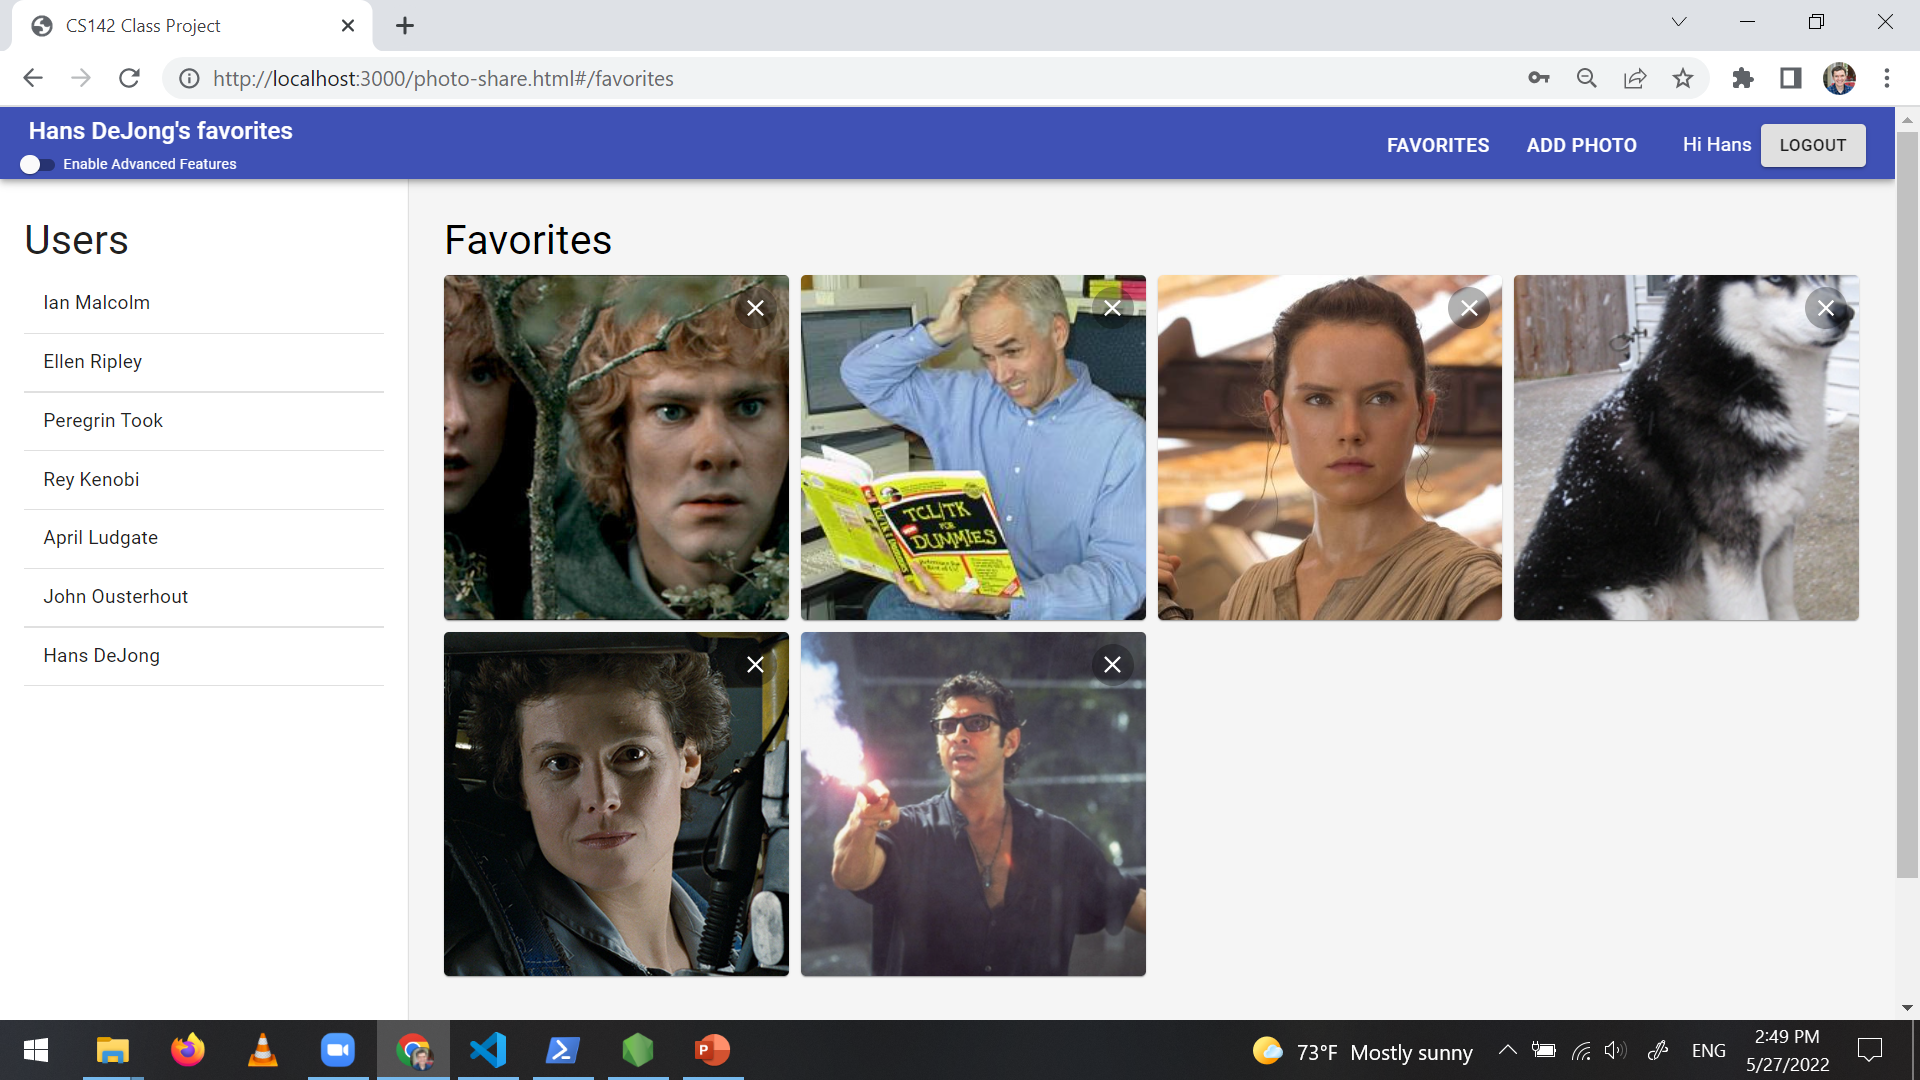 CS142 Class Project
http://localhost:3000/photo-share.html#/favorites
Hans DeJong's favorites
Enable Advanced Features
FAVORITES
ADD PHOTO
Hi Hans
LOGOUT
Users
Ian Malcolm
Ellen Ripley
Peregrin Took
Rey Kenobi
April Ludgate
John Ousterhout
Hans DeJong
Favorites
TCL/TK
FOR
DUMMIES
73°F Mostly sunny
ENG
2:49 PM
5/27/2022